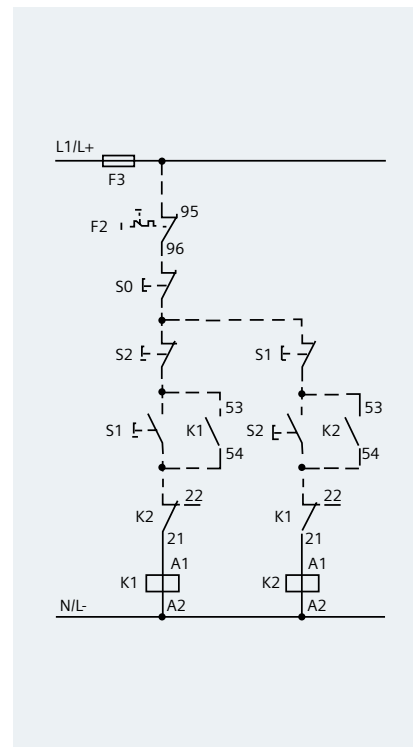 L1/L+
F3
95
F2
96
S0
S2 S1
53 53
S1 K1 S2 K2
54 54
22 22
K2 K1
21 21
A1 A1
K1 K2
A2 A2
N/L-